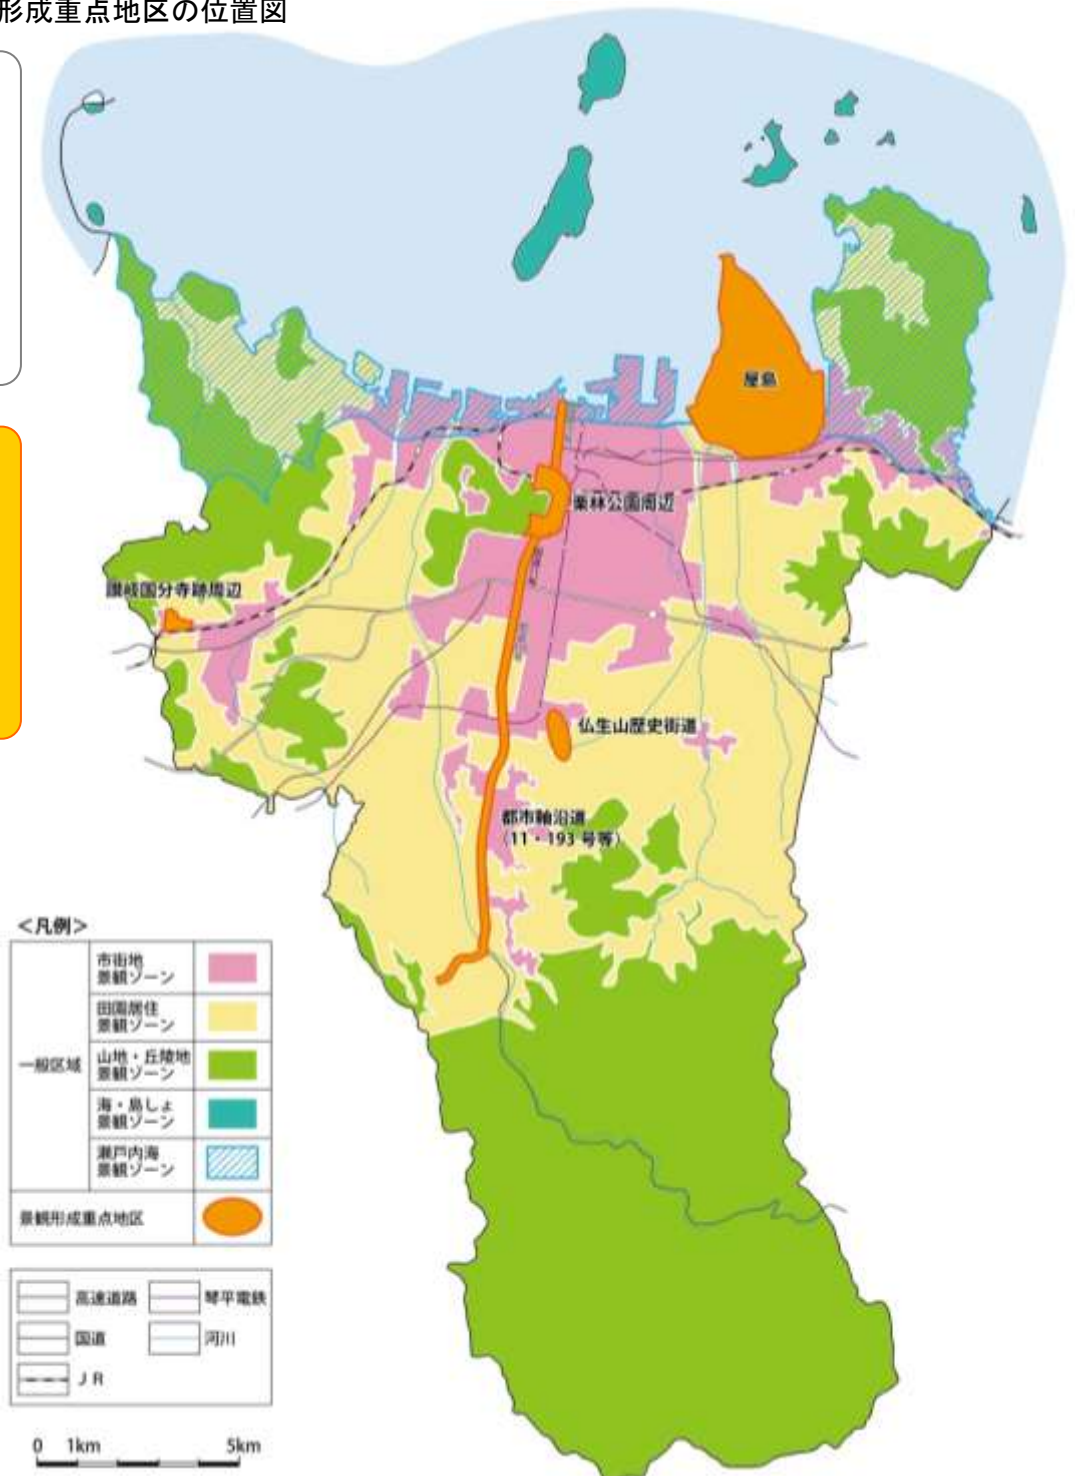 形成重点地区の位置図
屋島
栗林公園周辺
讃岐国分寺跡周辺
仏生山歴史街道
都市軸沿道
（11・193 号等）
＜凡例＞
一般区域
市街地
景観ゾーン
田園居住
景観ゾーン
山地・丘陵地
景観ゾーン
海・島しょ
景観ゾーン
瀬戸内海
景観ゾーン
景観形成重点地区
高速道路
琴平電鉄
国道
河川
ＪＲ
0 1km 5km